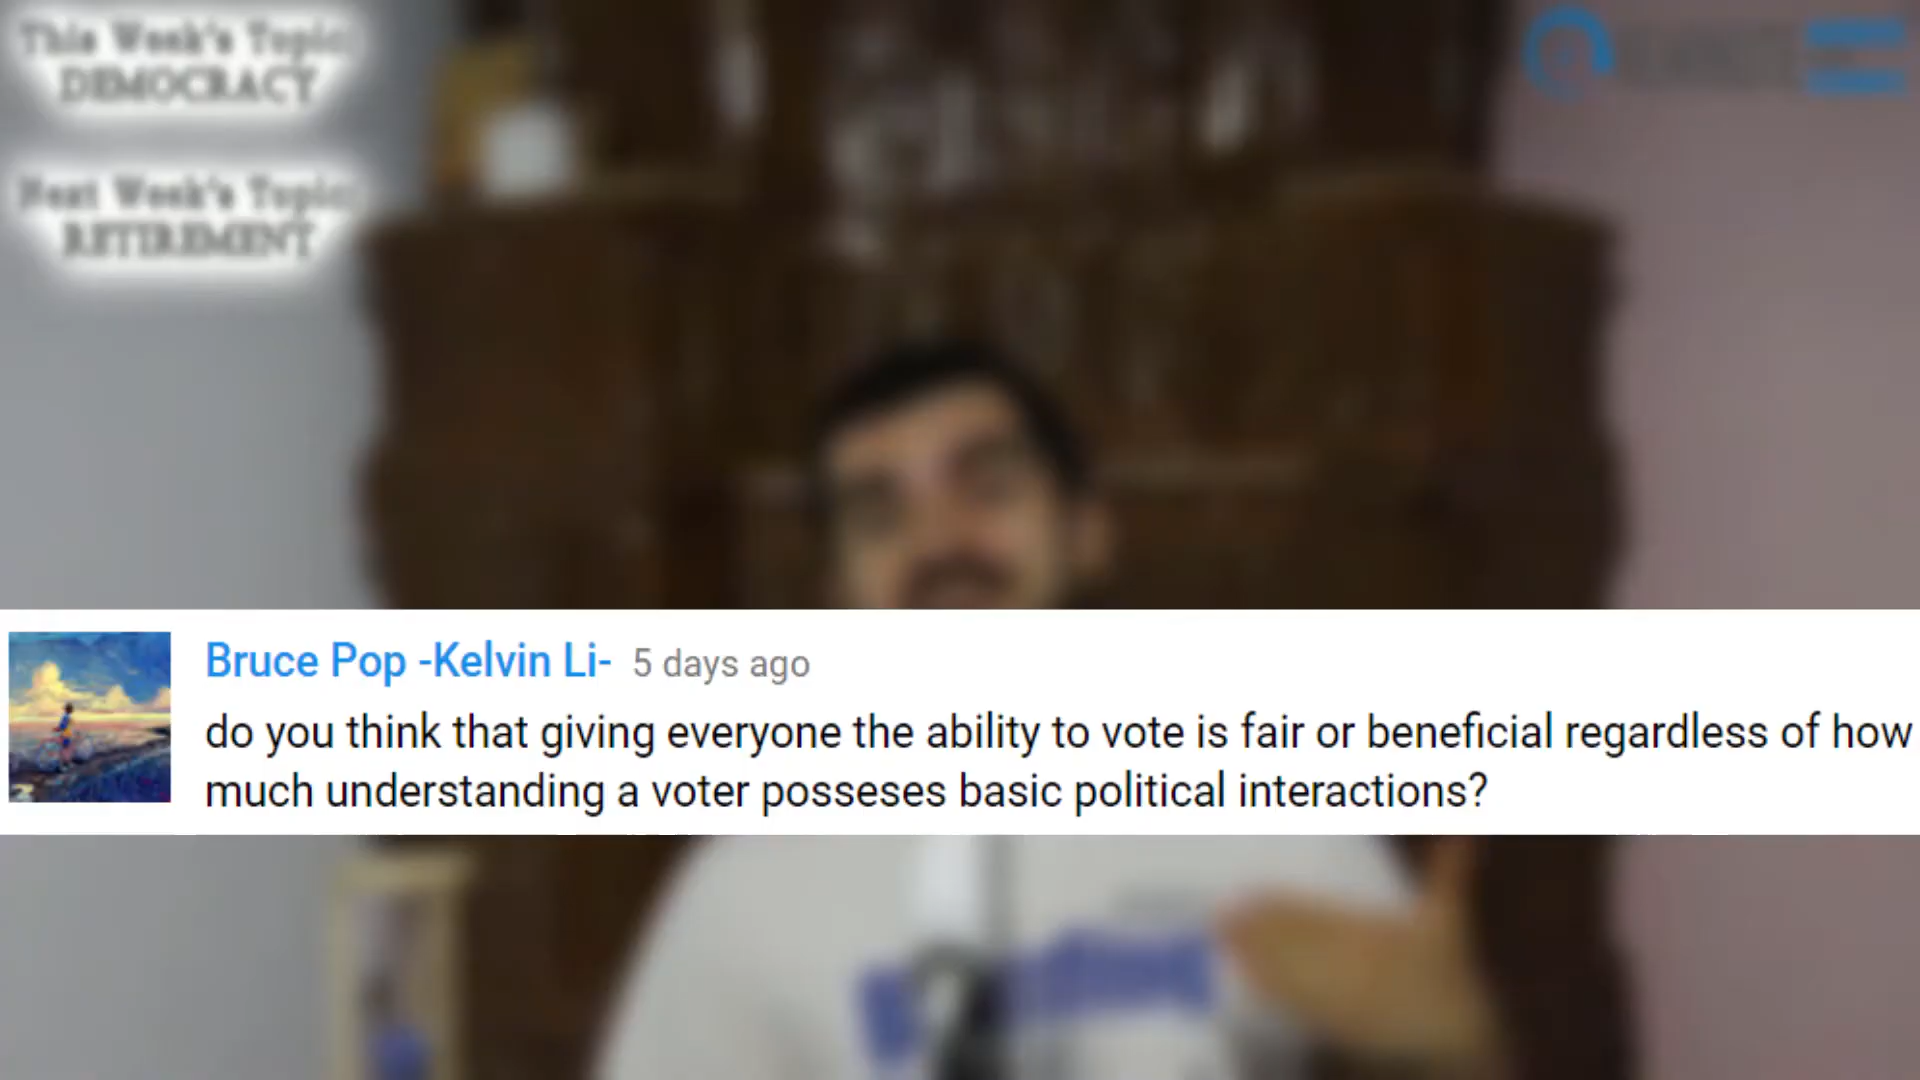 This Week's Topic:
DEMOCRACY
Next Week's Topic:
RETIREMENT
Bruce Pop -Kelvin Li- 5 days ago
do you think that giving everyone the ability to vote is fair or beneficial regardless of how
much understanding a voter posseses basic political interactions?